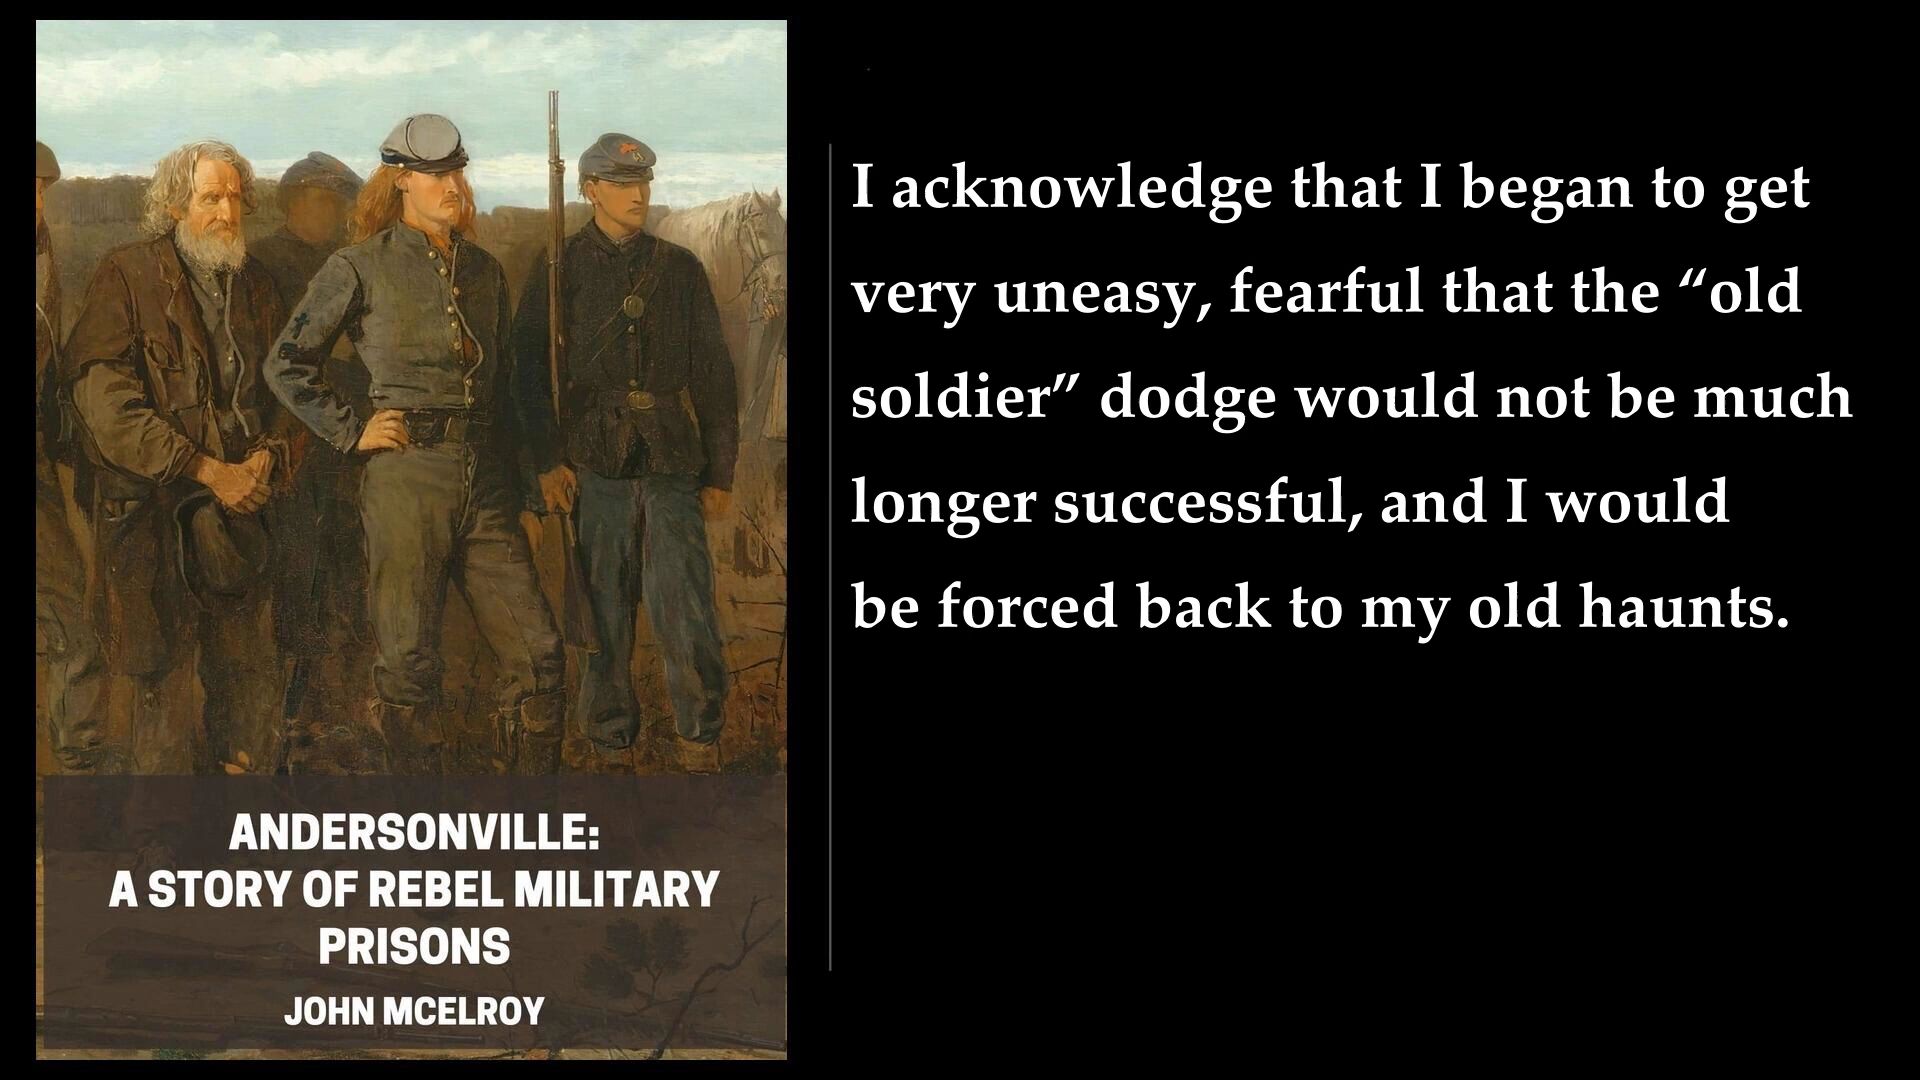 I acknowledge that I began to get
very uneasy, fearful that the “old
soldier” dodge would not be much
longer successful, and I would
be forced back to my old haunts.
ANDERSONVILLE:
A STORY OF REBEL MILITARY
PRISONS
JOHN MCELROY